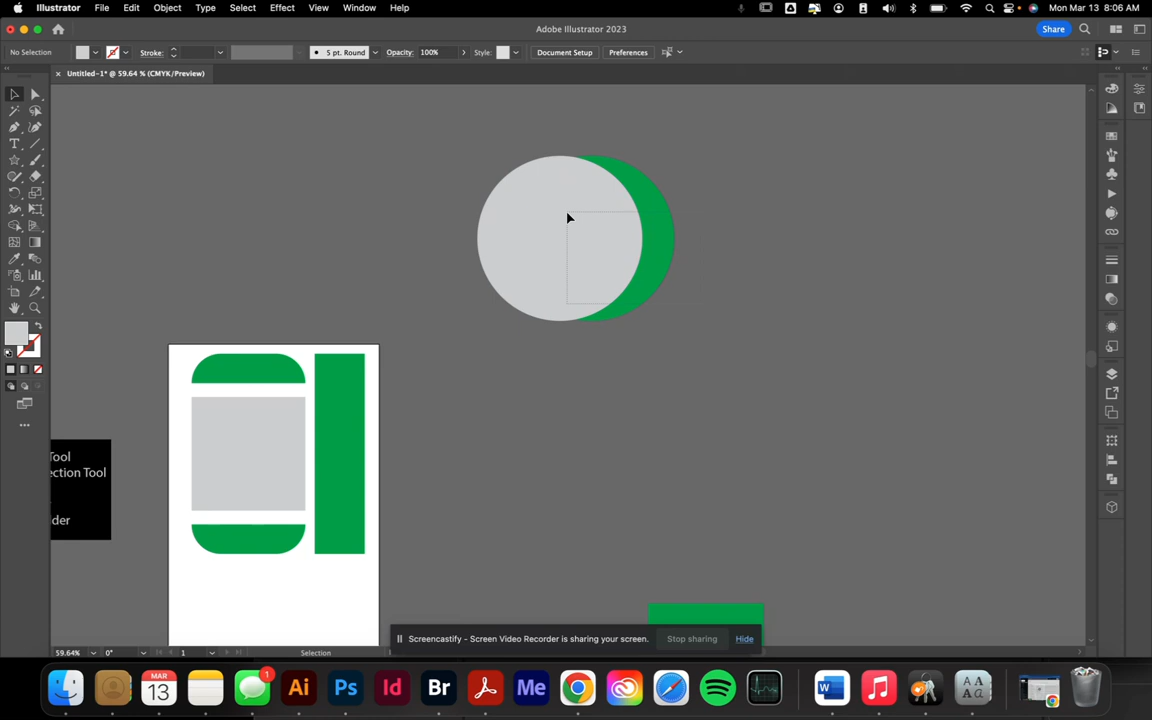 Illustrator File Edit Object Type Select Effect View Window Help Mon Mar 13 8:06 AM
Adobe Illustrator 2023
Share
No Selection Stroke: 5 pt. Round Opacity: 100% Style: Document Setup Preferences
× Untitled-1* @ 59.64 % (CMYK/Preview)
Tool
ection Tool
der
Screencastify - Screen Video Recorder is sharing your screen. Stop sharing Hide
59.64% 0° 1 Selection
1
MAR
13
Ai Ps Id Br Me W
A A
A G